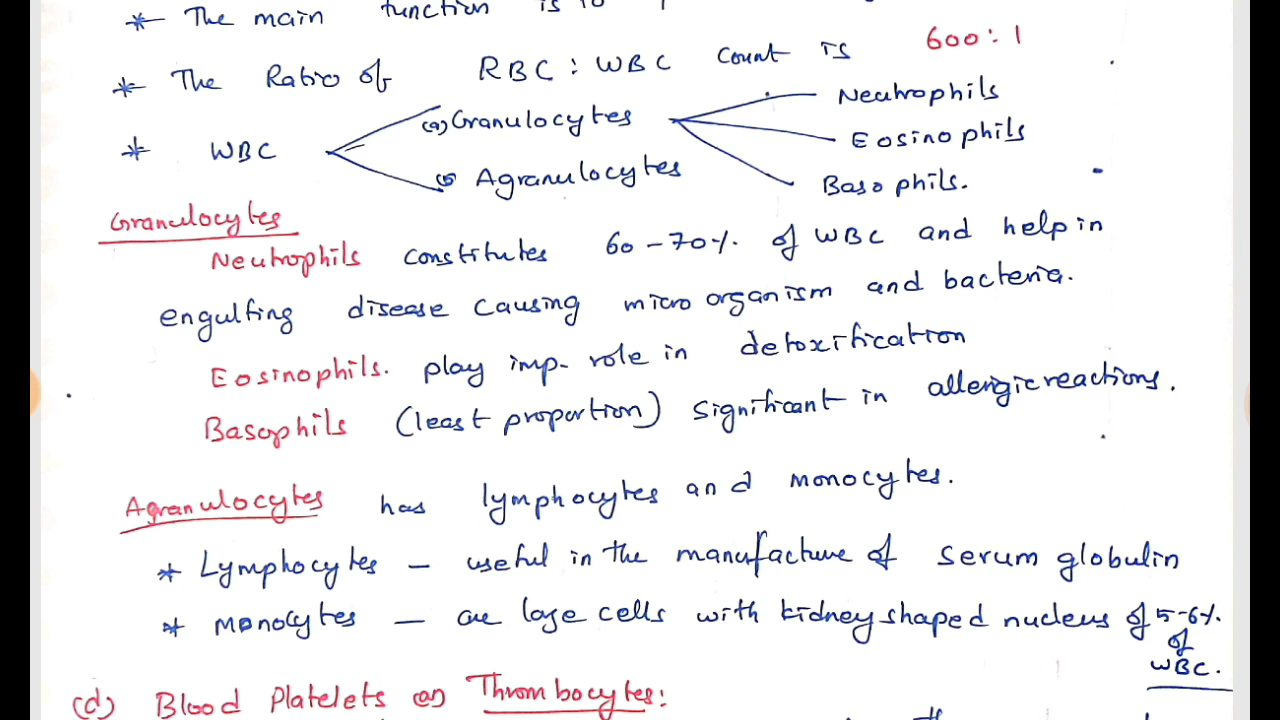 * The main function is to
* The Ratio of RBC : WBC count is 600:1
* WBC (a) Granulocytes Neutrophils
Eosinophils
(b) Agranulocytes Basophils.
Granulocytes
Neutrophils constitutes 60-70% of WBC and help in
engulfing disease causing micro organism and bacteria.
Eosinophils. play imp. role in detoxification
Basophils (least proportion) significant in allergic reactions.
Agranulocytes has lymphocytes and monocytes.
* Lymphocytes – useful in the manufacture of serum globulin
* monocytes – are large cells with kidney shaped nucleus of 5-6%
of
WBC.
(d) Blood Platelets (or) Thrombocytes: